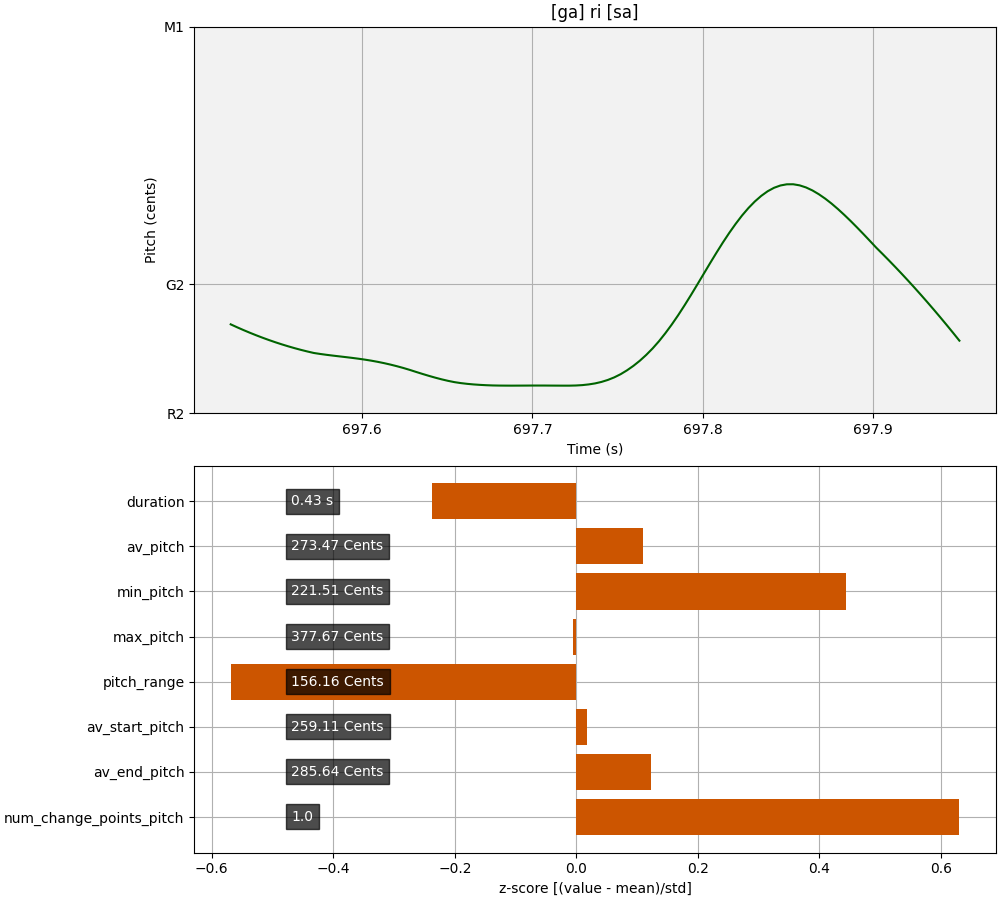 [ga] ri [sa]
M1
G2
R2
Pitch (cents)
697.6 697.7 697.8 697.9
Time (s)
duration 0.43 s
av_pitch 273.47 Cents
min_pitch 221.51 Cents
max_pitch 377.67 Cents
pitch_range 156.16 Cents
av_start_pitch 259.11 Cents
av_end_pitch 285.64 Cents
num_change_points_pitch 1.0
−0.6 −0.4 −0.2 0.0 0.2 0.4 0.6
z-score [(value - mean)/std]